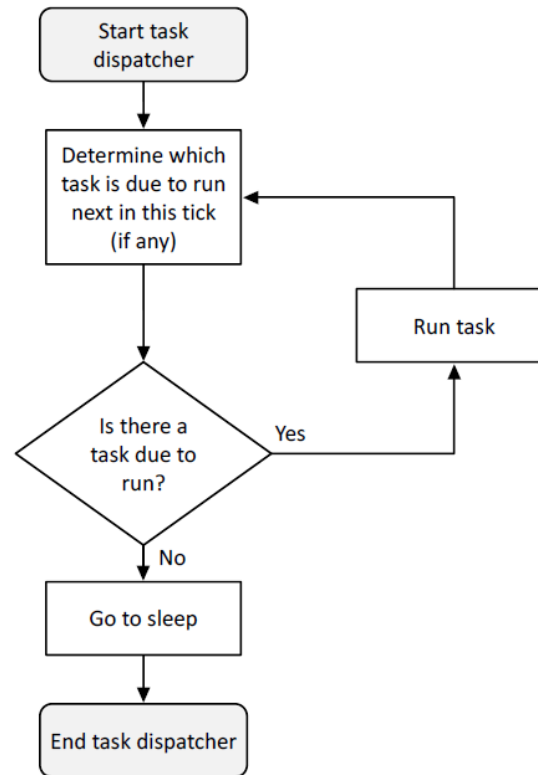 Start task
dispatcher
Determine which
task is due to run
next in this tick
(if any)
Run task
Is there a
task due to
run?
Yes
No
Go to sleep
End task dispatcher